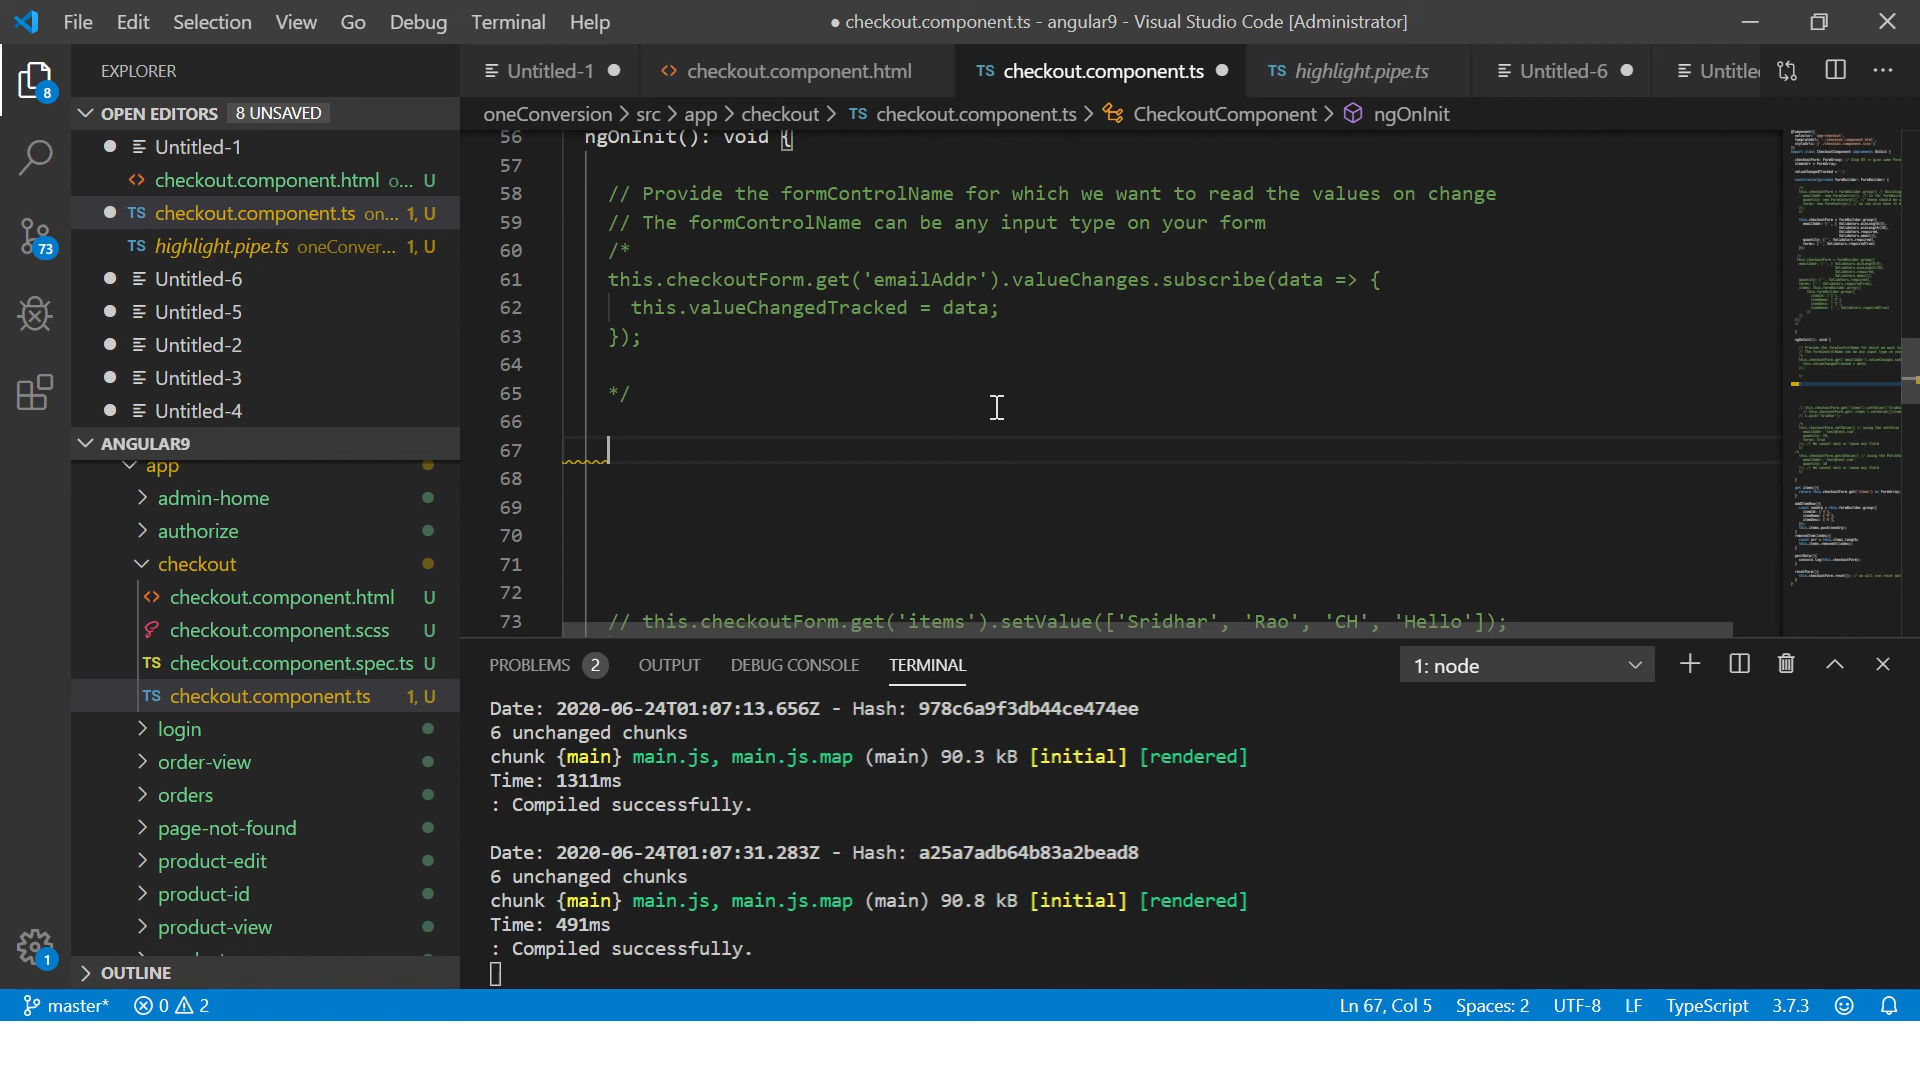 File Edit Selection View Go Debug Terminal Help
● checkout.component.ts - angular9 - Visual Studio Code [Administrator]
EXPLORER
Untitled-1
checkout.component.html
TS checkout.component.ts
TS highlight.pipe.ts
Untitled-6
OPEN EDITORS 8 UNSAVED
oneConversion > src > app > checkout > TS checkout.component.ts > CheckoutComponent > ngOnInit
8
73
1
Untitled-1
checkout.component.html o... U
TS checkout.component.ts on... 1, U
TS highlight.pipe.ts oneConver... 1, U
Untitled-6
Untitled-5
Untitled-2
Untitled-3
Untitled-4
ANGULAR9
app
admin-home
authorize
checkout
checkout.component.html U
checkout.component.scss U
TS checkout.component.spec.ts U
TS checkout.component.ts 1, U
login
order-view
orders
page-not-found
product-edit
product-id
product-view
OUTLINE
56 ngOnInit(): void {
57
58 // Provide the formControlName for which we want to read the values on change
59 // The formControlName can be any input type on your form
60 /*
61 this.checkoutForm.get('emailAddr').valueChanges.subscribe(data => {
62 this.valueChangedTracked = data;
63 });
64
65 */
66
67
68
69
70
71
72
73 // this.checkoutForm.get('items').setValue(['Sridhar', 'Rao', 'CH', 'Hello']);
PROBLEMS 2 OUTPUT DEBUG CONSOLE TERMINAL 1: node
Date: 2020-06-24T01:07:13.656Z - Hash: 978c6a9f3db44ce474ee
6 unchanged chunks
chunk {main} main.js, main.js.map (main) 90.3 kB [initial] [rendered]
Time: 1311ms
: Compiled successfully.
Date: 2020-06-24T01:07:31.283Z - Hash: a25a7adb64b83a2bead8
6 unchanged chunks
chunk {main} main.js, main.js.map (main) 90.8 kB [initial] [rendered]
Time: 491ms
: Compiled successfully.
master* 0 2
Ln 67, Col 5 Spaces: 2 UTF-8 LF TypeScript 3.7.3